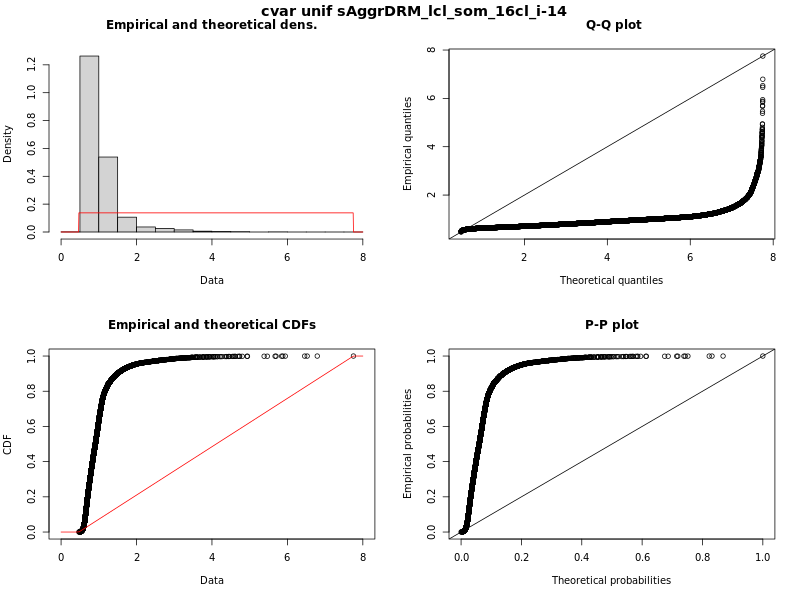 cvar unif sAggrDRM_lcl_som_16cl_i-14
Empirical and theoretical dens.
Density
0.0 0.2 0.4 0.6 0.8 1.0 1.2
0 2 4 6 8
Data
Q-Q plot
Empirical quantiles
2 4 6 8
2 4 6 8
Theoretical quantiles
Empirical and theoretical CDFs
CDF
0.0 0.2 0.4 0.6 0.8 1.0
0 2 4 6 8
Data
P-P plot
Empirical probabilities
0.0 0.2 0.4 0.6 0.8 1.0
0.0 0.2 0.4 0.6 0.8 1.0
Theoretical probabilities